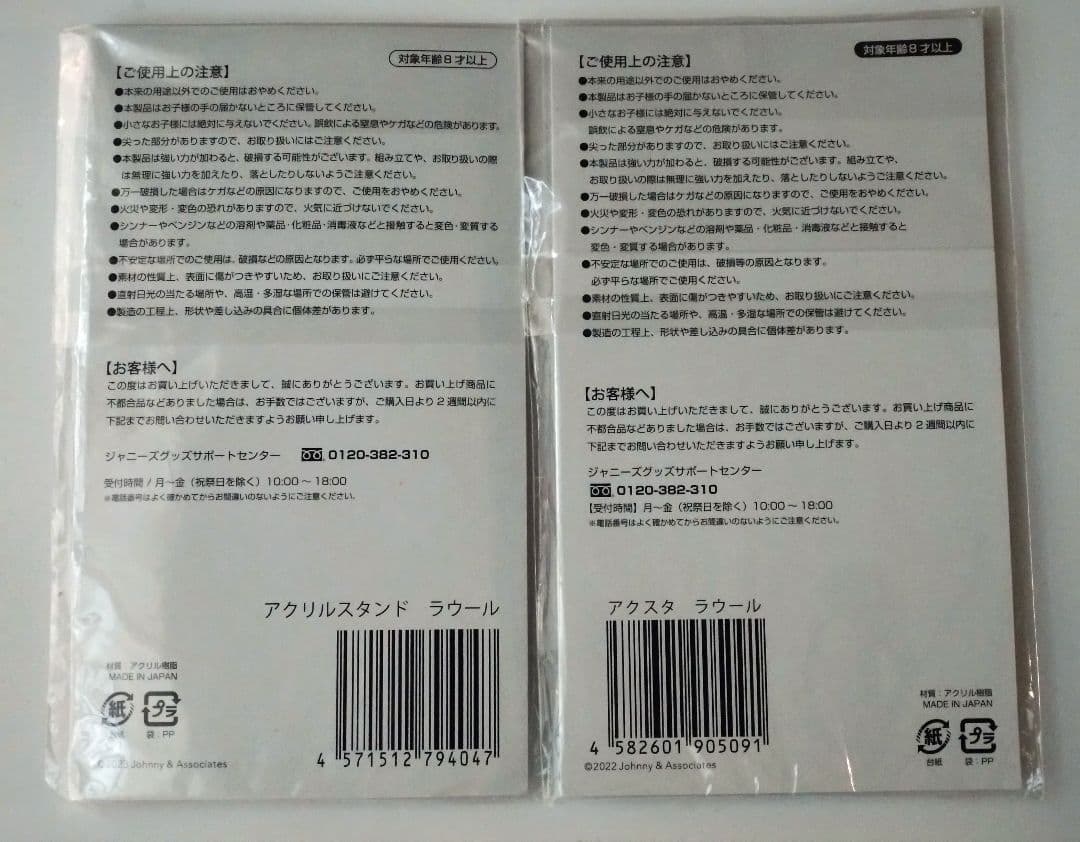 対象年齢8才以上
【ご使用上の注意】
●本来の用途以外でのご使用はおやめください。
●本製品はお子様の手の届かないところに保管してください。
●小さなお子様には絶対に与えないでください。誤飲による窒息やケガなどの危険があります。
●尖った部分がありますので、お取り扱いにはご注意ください。
●本製品は強い力が加わると、破損する可能性がございます。組み立てや、お取り扱いの際
は無理に強い力を加えたり、落としたりしないようご注意ください。
●万一破損した場合はケガなどの原因になりますので、ご使用をおやめください。
●火災や変形・変色の恐れがありますので、火気に近づけないでください。
●シンナーやベンジンなどの溶剤や薬品・化粧品・消毒液などと接触すると変色・変質する
場合があります。
●不安定な場所でのご使用は、破損などの原因となります。必ず平らな場所でご使用ください。
●素材の性質上、表面に傷がつきやすいため、お取り扱いにご注意ください。
●直射日光の当たる場所や、高温・多湿な場所での保管は避けてください。
●製造の工程上、形状や差し込みの具合に個体差があります。
【お客様へ】
この度はお買い上げいただきまして、誠にありがとうございます。お買い上げ商品に
不都合品などありました場合は、お手数ではございますが、ご購入日より2週間以内に
下記までお問い合わせいただきますようお願い申し上げます。
ジャニーズグッズサポートセンター 0120-382-310
受付時間/月〜金(祝祭日を除く)10:00〜18:00
※電話番号はよく確かめてからお間違いのないようにご注意ください。
アクリルスタンド ラウール
材質:アクリル樹脂
MADE IN JAPAN
紙 プラ
台紙 袋:PP
4 571512 794047
©2023 Johnny & Associates
対象年齢8才以上
【ご使用上の注意】
●本来の用途以外でのご使用はおやめください。
●本製品はお子様の手の届かないところに保管してください。
●小さなお子様には絶対に与えないでください。
誤飲による窒息やケガなどの危険があります。
●尖った部分がありますので、お取り扱いにはご注意ください。
●本製品は強い力が加わると、破損する可能性がございます。組み立てや、
お取り扱いの際は無理に強い力を加えたり、落としたりしないようご注意ください。
●万一破損した場合はケガなどの原因になりますので、ご使用をおやめください。
●火災や変形・変色の恐れがありますので、火気に近づけないでください。
●シンナーやベンジンなどの溶剤や薬品・化粧品・消毒液などと接触すると
変色・変質する場合があります。
●不安定な場所でのご使用は、破損等の原因となります。
必ず平らな場所でご使用ください。
●素材の性質上、表面に傷がつきやすいため、お取り扱いにご注意ください。
●直射日光の当たる場所や、高温・多湿な場所での保管は避けてください。
●製造の工程上、形状や差し込みの具合に個体差があります。
【お客様へ】
この度はお買い上げいただきまして、誠にありがとうございます。お買い上げ商品に
不都合品などありました場合は、お手数ではございますが、ご購入日より2週間以内に
下記までお問い合わせいただきますようお願い申し上げます。
ジャニーズグッズサポートセンター
0120-382-310
【受付時間】月〜金(祝祭日を除く)10:00〜18:00
※電話番号はよく確かめてからお間違いのないようにご注意ください。
アクスタ ラウール
4 582601 905091
©2022 Johnny & Associates
材質:アクリル樹脂
MADE IN JAPAN
紙 プラ
台紙 袋:PP